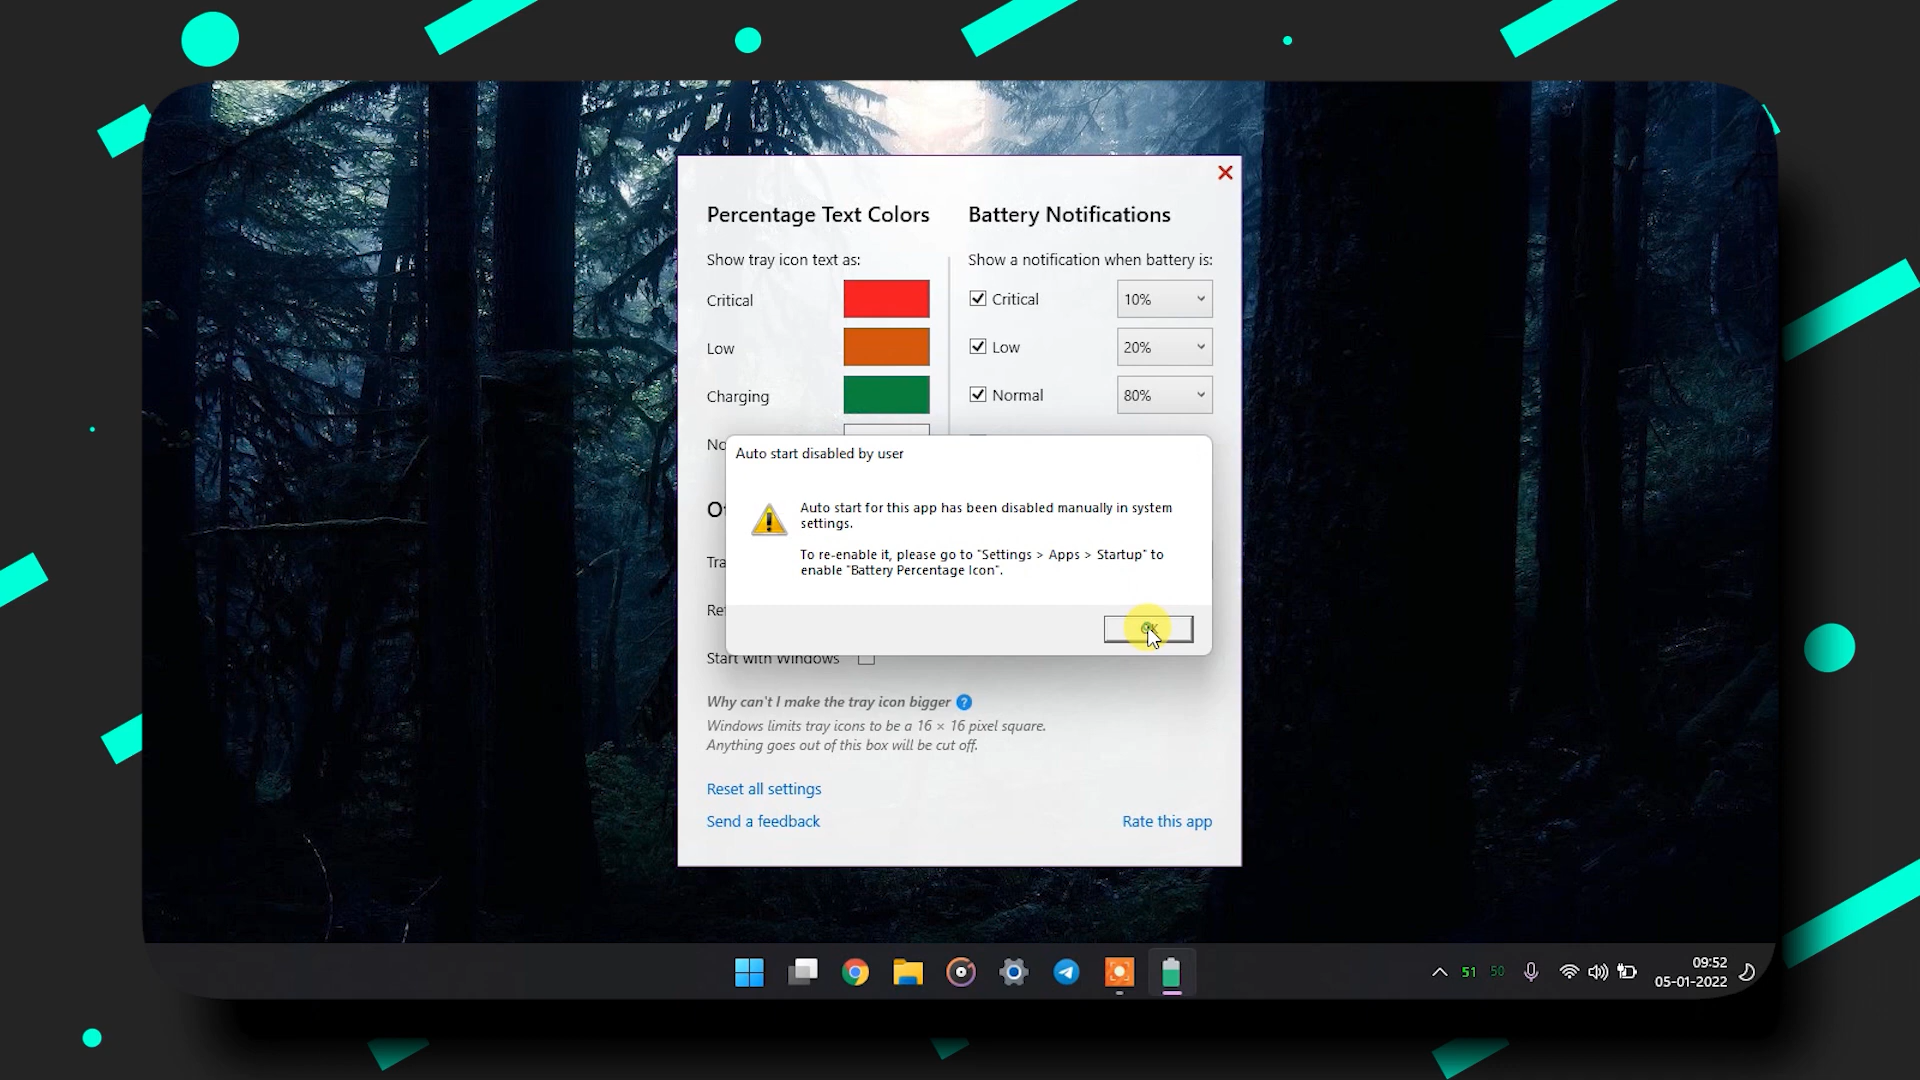 Percentage Text Colors
Show tray icon text as:
Critical
Low
Charging
No
Battery Notifications
Show a notification when battery is:
Critical 10%
Low 20%
Normal 80%
Auto start disabled by user
Auto start for this app has been disabled manually in system
settings.
To re-enable it, please go to "Settings > Apps > Startup" to
enable "Battery Percentage Icon".
Start with Windows
Why can't I make the tray icon bigger ?
Windows limits tray icons to be a 16 × 16 pixel square.
Anything goes out of this box will be cut off.
Reset all settings
Send a feedback
Rate this app
51 50
09:52
05-01-2022